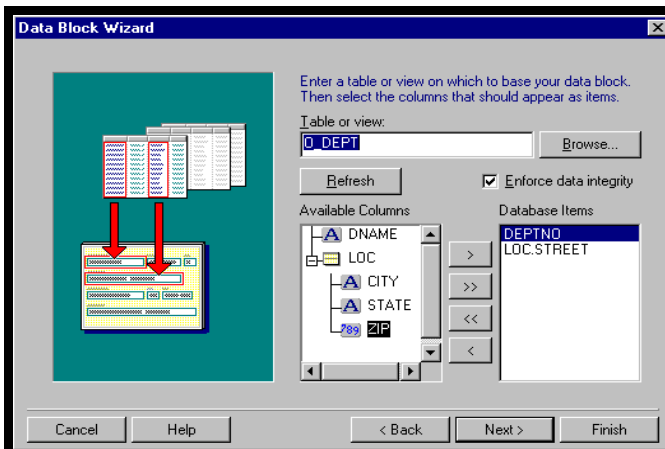 Data Block Wizard
Enter a table or view on which to base your data block.
Then select the columns that should appear as items.
Table or view:
O_DEPT
Browse...
Refresh
Enforce data integrity
Available Columns
Database Items
A DNAME
LOC
A CITY
A STATE
789 ZIP
>
>>
<<
<
DEPTNO
LOC.STREET
Cancel
Help
< Back
Next >
Finish